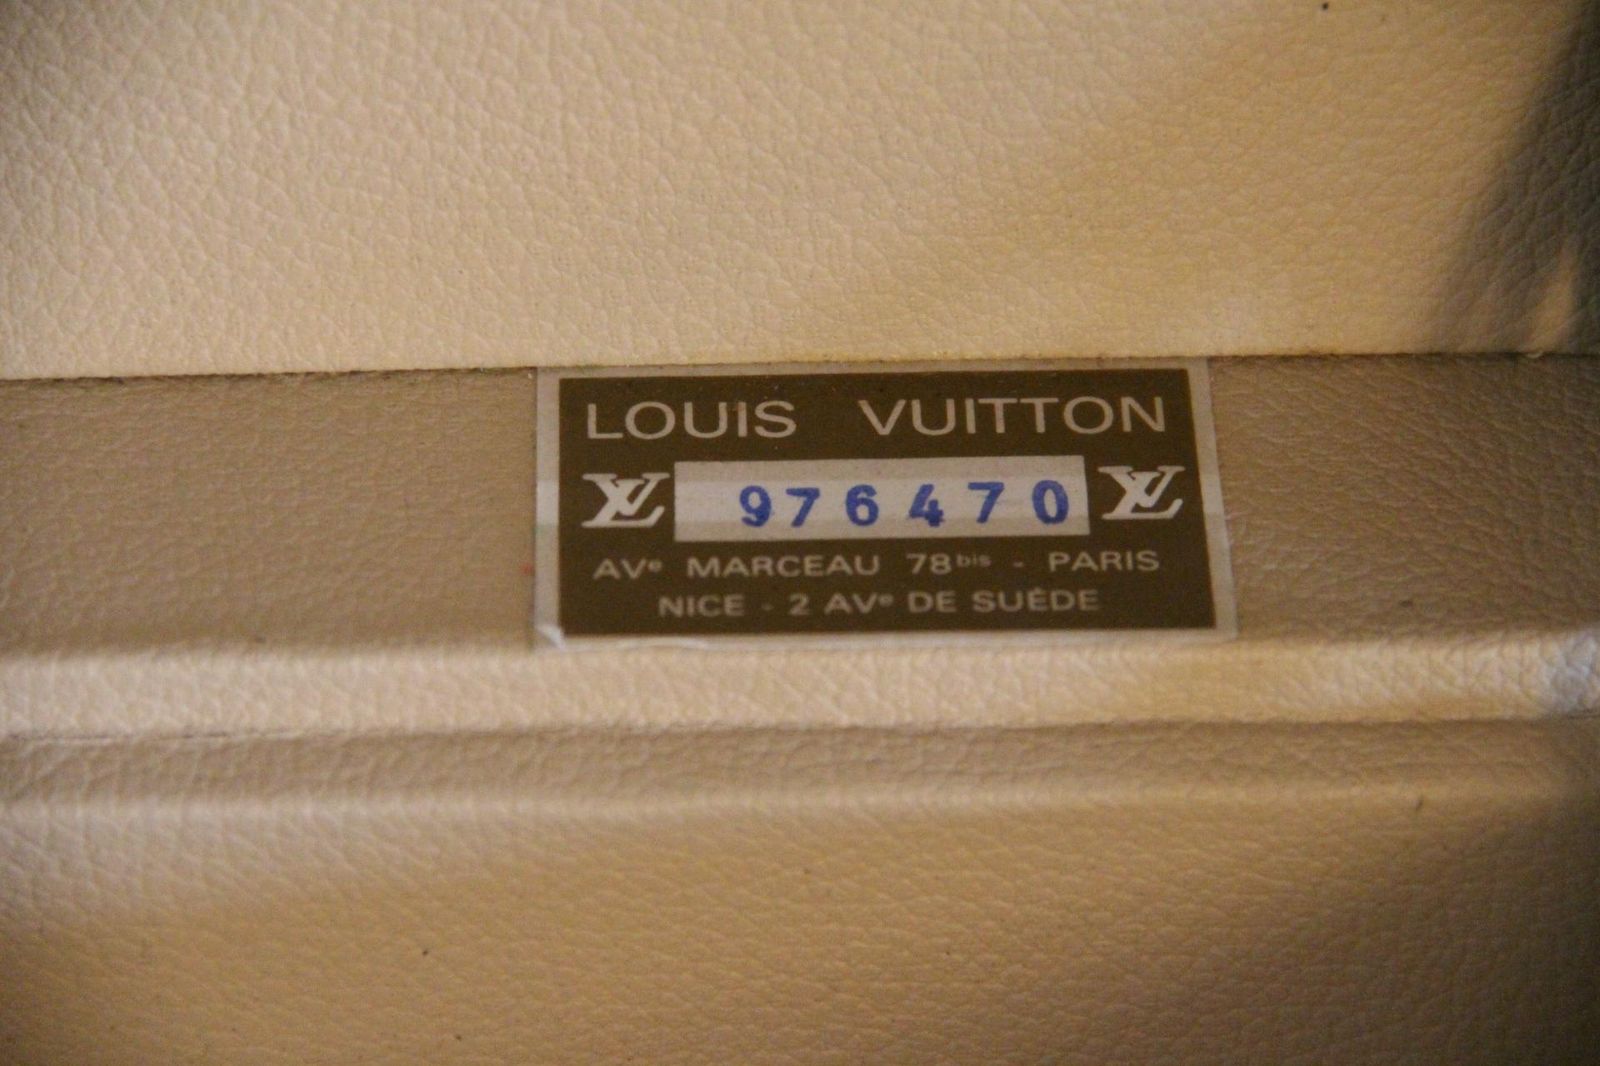 LOUIS VUITTON
LV 976470 LV
AVe MARCEAU 78bis - PARIS
NICE - 2 AVe DE SUÈDE